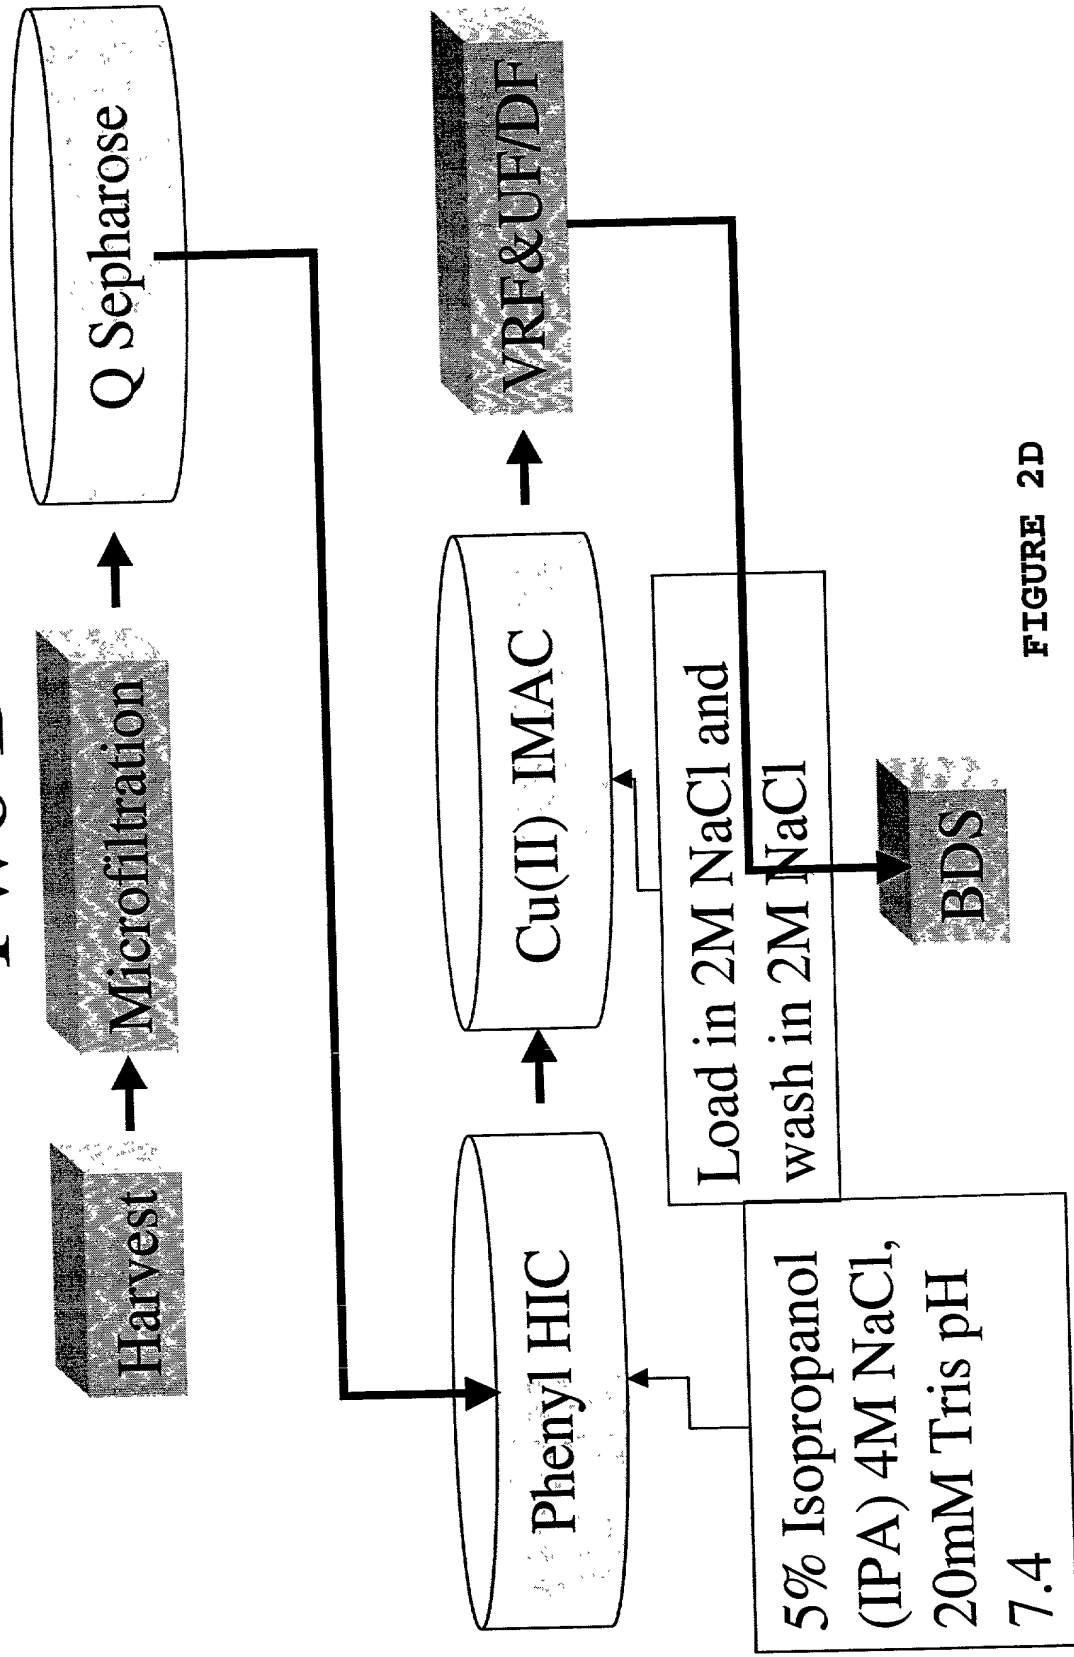 Harvest
Microfiltration
Q Sepharose
Phenyl HIC
Cu(II) IMAC
VRF&UF/DF
5% Isopropanol
(IPA) 4M NaCl,
20mM Tris pH
7.4
Load in 2M NaCl and
wash in 2M NaCl
BDS
FIGURE 2D